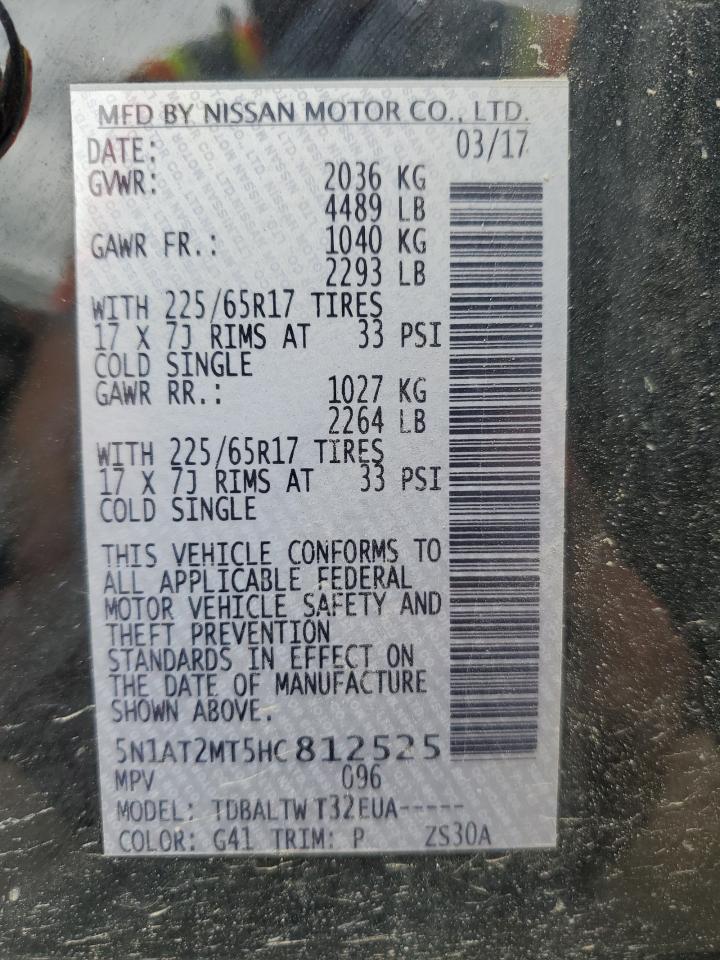 MFD BY NISSAN MOTOR CO., LTD.
DATE: 03/17
GVWR: 2036 KG
4489 LB
GAWR FR.: 1040 KG
2293 LB
WITH 225/65R17 TIRES
17 X 7J RIMS AT 33 PSI
COLD SINGLE
GAWR RR.: 1027 KG
2264 LB
WITH 225/65R17 TIRES
17 X 7J RIMS AT 33 PSI
COLD SINGLE
THIS VEHICLE CONFORMS TO
ALL APPLICABLE FEDERAL
MOTOR VEHICLE SAFETY AND
THEFT PREVENTION
STANDARDS IN EFFECT ON
THE DATE OF MANUFACTURE
SHOWN ABOVE.
5N1AT2MT5HC812525
MPV 096
MODEL: TDBALTW T32EUA-----
COLOR: G41 TRIM: P ZS30A